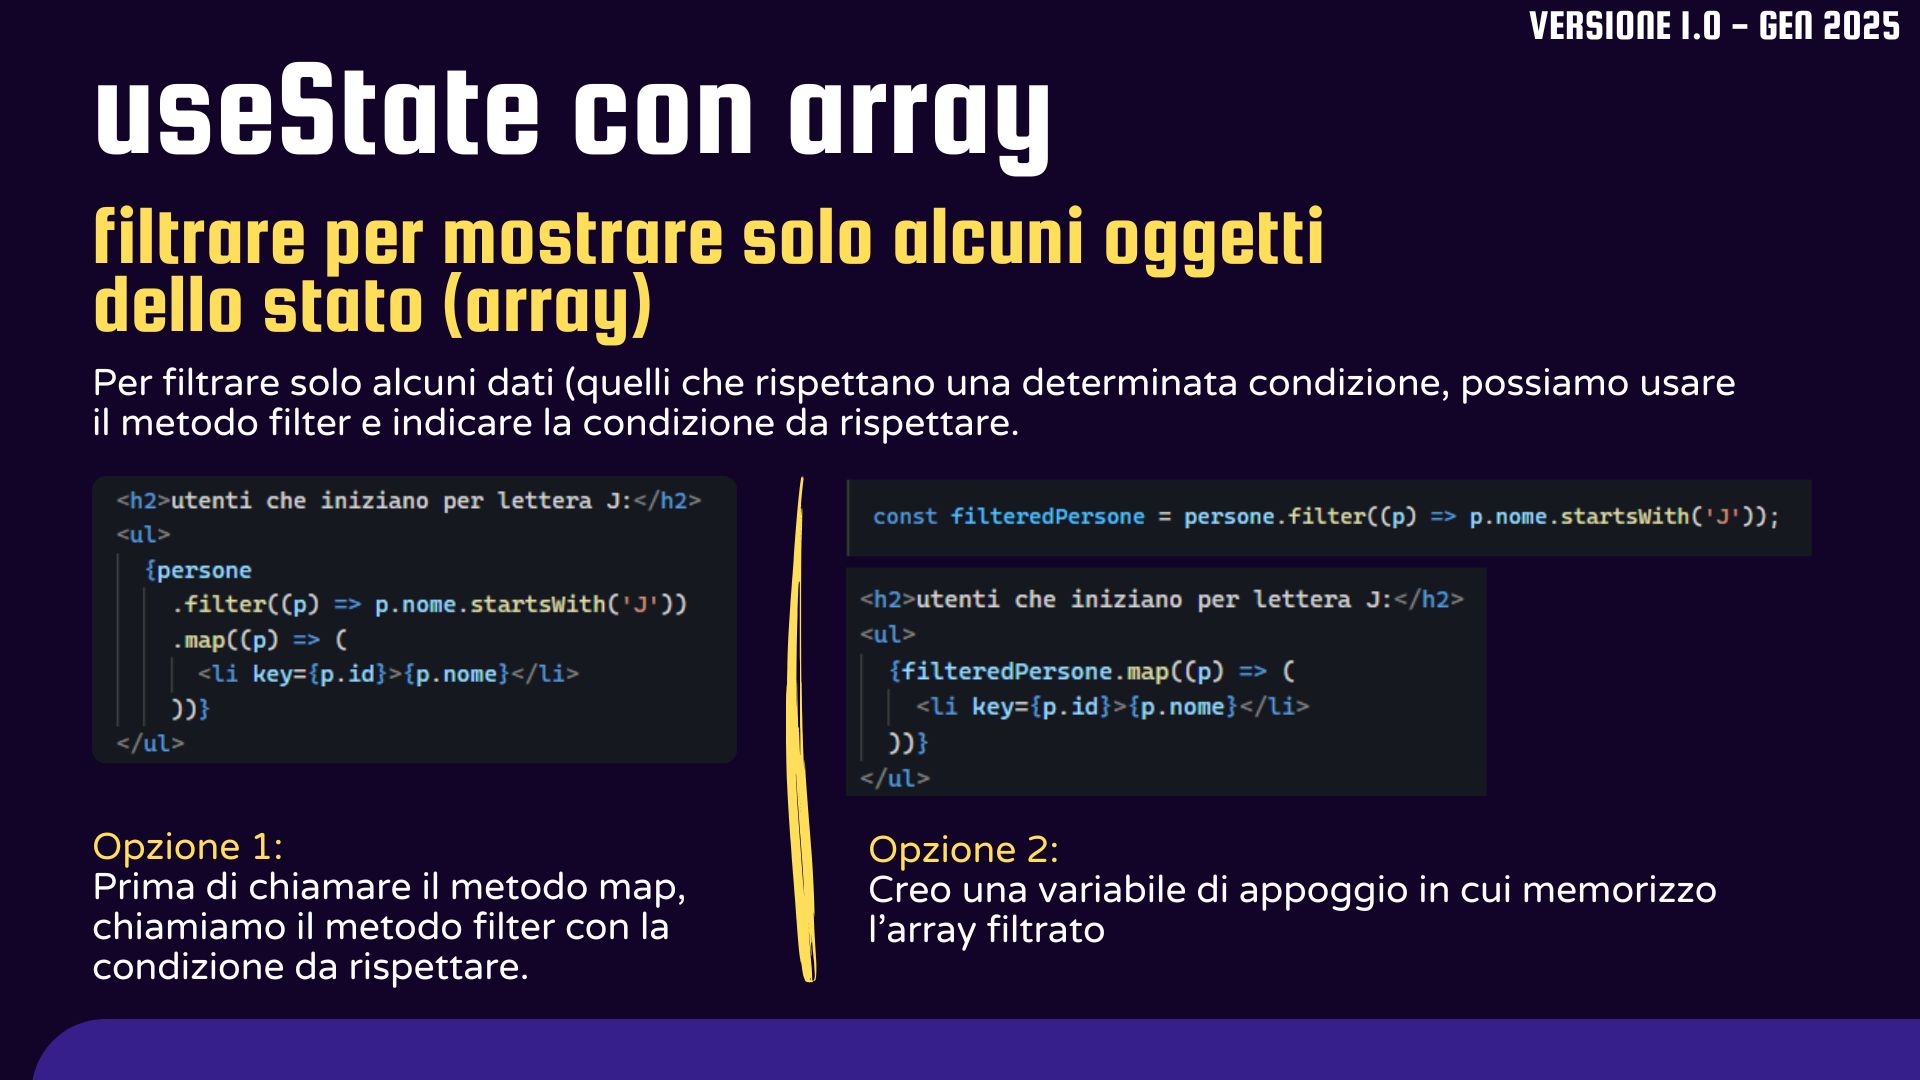 VERSIONE 1.0 - GEN 2025
useState con array
filtrare per mostrare solo alcuni oggetti
dello stato (array)
Per filtrare solo alcuni dati (quelli che rispettano una determinata condizione, possiamo usare
il metodo filter e indicare la condizione da rispettare.
<h2>utenti che iniziano per lettera J:</h2>
<ul>
{persone
.filter((p) => p.nome.startsWith('J'))
.map((p) => (
<li key={p.id}>{p.nome}</li>
))}
</ul>
Opzione 1:
Prima di chiamare il metodo map,
chiamiamo il metodo filter con la
condizione da rispettare.
const filteredPersone = persone.filter((p) => p.nome.startsWith('J'));
<h2>utenti che iniziano per lettera J:</h2>
<ul>
{filteredPersone.map((p) => (
<li key={p.id}>{p.nome}</li>
))}
</ul>
Opzione 2:
Creo una variabile di appoggio in cui memorizzo
l’array filtrato